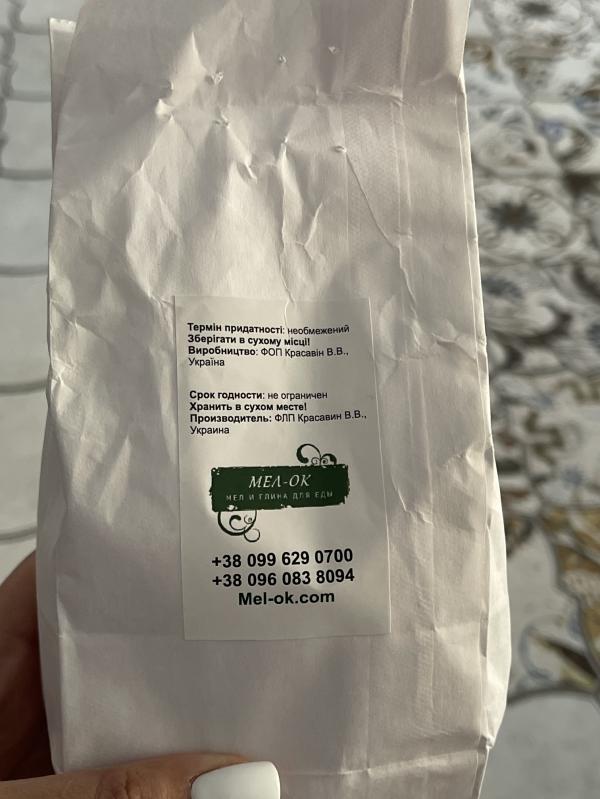 Термін придатності: необмежений
Зберігати в сухому місці!
Виробництво: ФОП Красавін В.В.,
Україна
Срок годности: не ограничен
Хранить в сухом месте!
Производитель: ФЛП Красавин В.В.,
Украина
МЕЛ-ОК
МЕЛ И ГЛИНА ДЛЯ ЕДЫ
+38 099 629 0700
+38 096 083 8094
Mel-ok.com